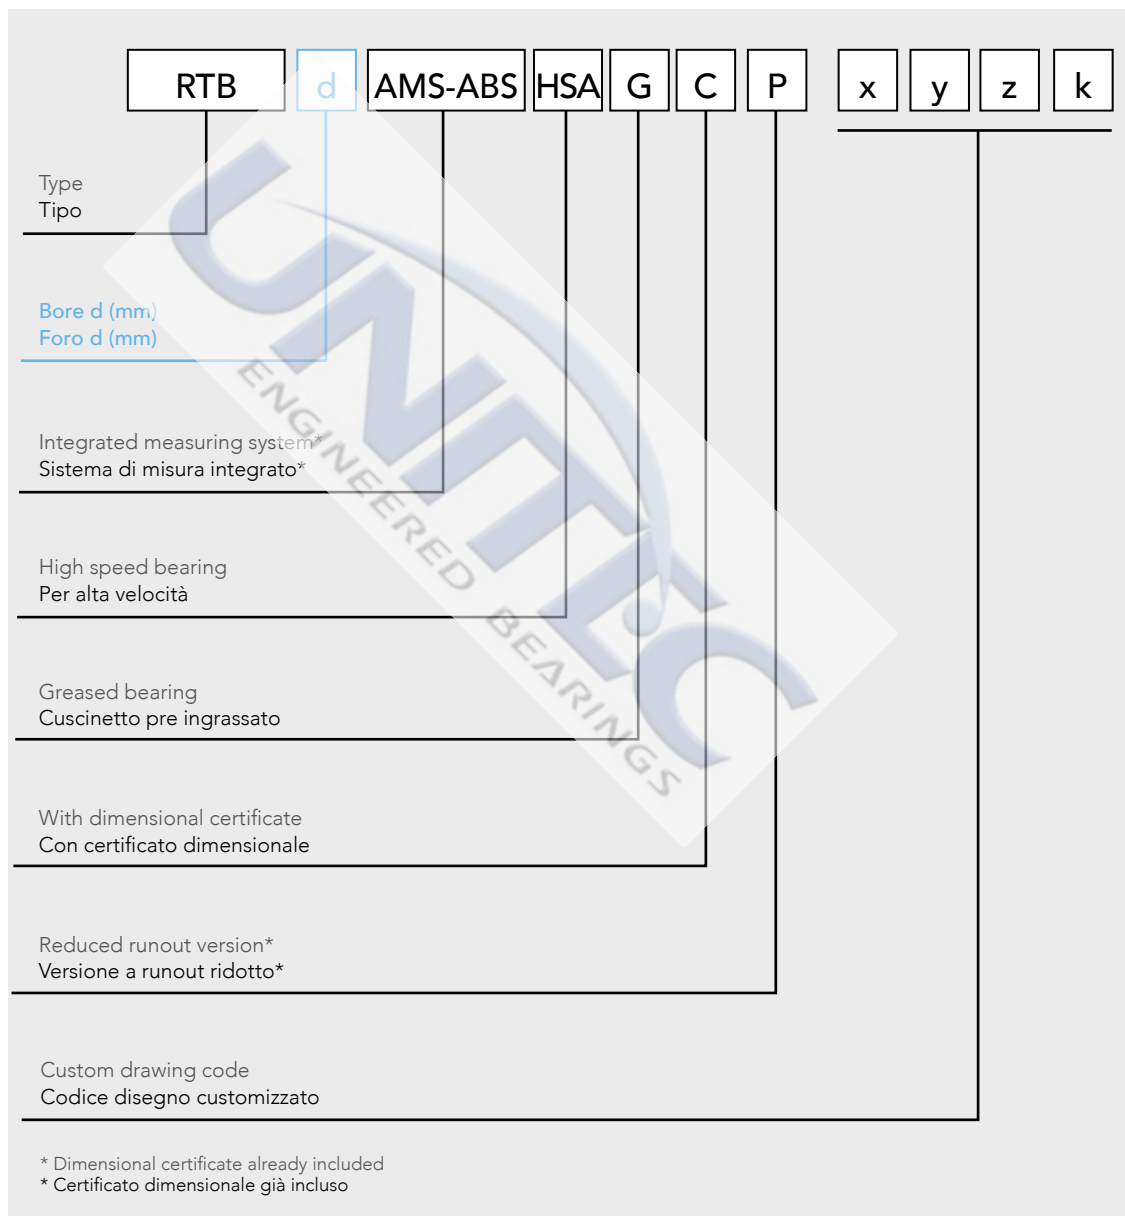 RTB d AMS-ABS HSA G C P x y z k
Type
Tipo
Bore d (mm)
Foro d (mm)
Integrated measuring system*
Sistema di misura integrato*
High speed bearing
Per alta velocità
Greased bearing
Cuscinetto pre ingrassato
With dimensional certificate
Con certificato dimensionale
Reduced runout version*
Versione a runout ridotto*
Custom drawing code
Codice disegno customizzato
* Dimensional certificate already included
* Certificato dimensionale già incluso
UNITEC
ENGINEERED BEARINGS